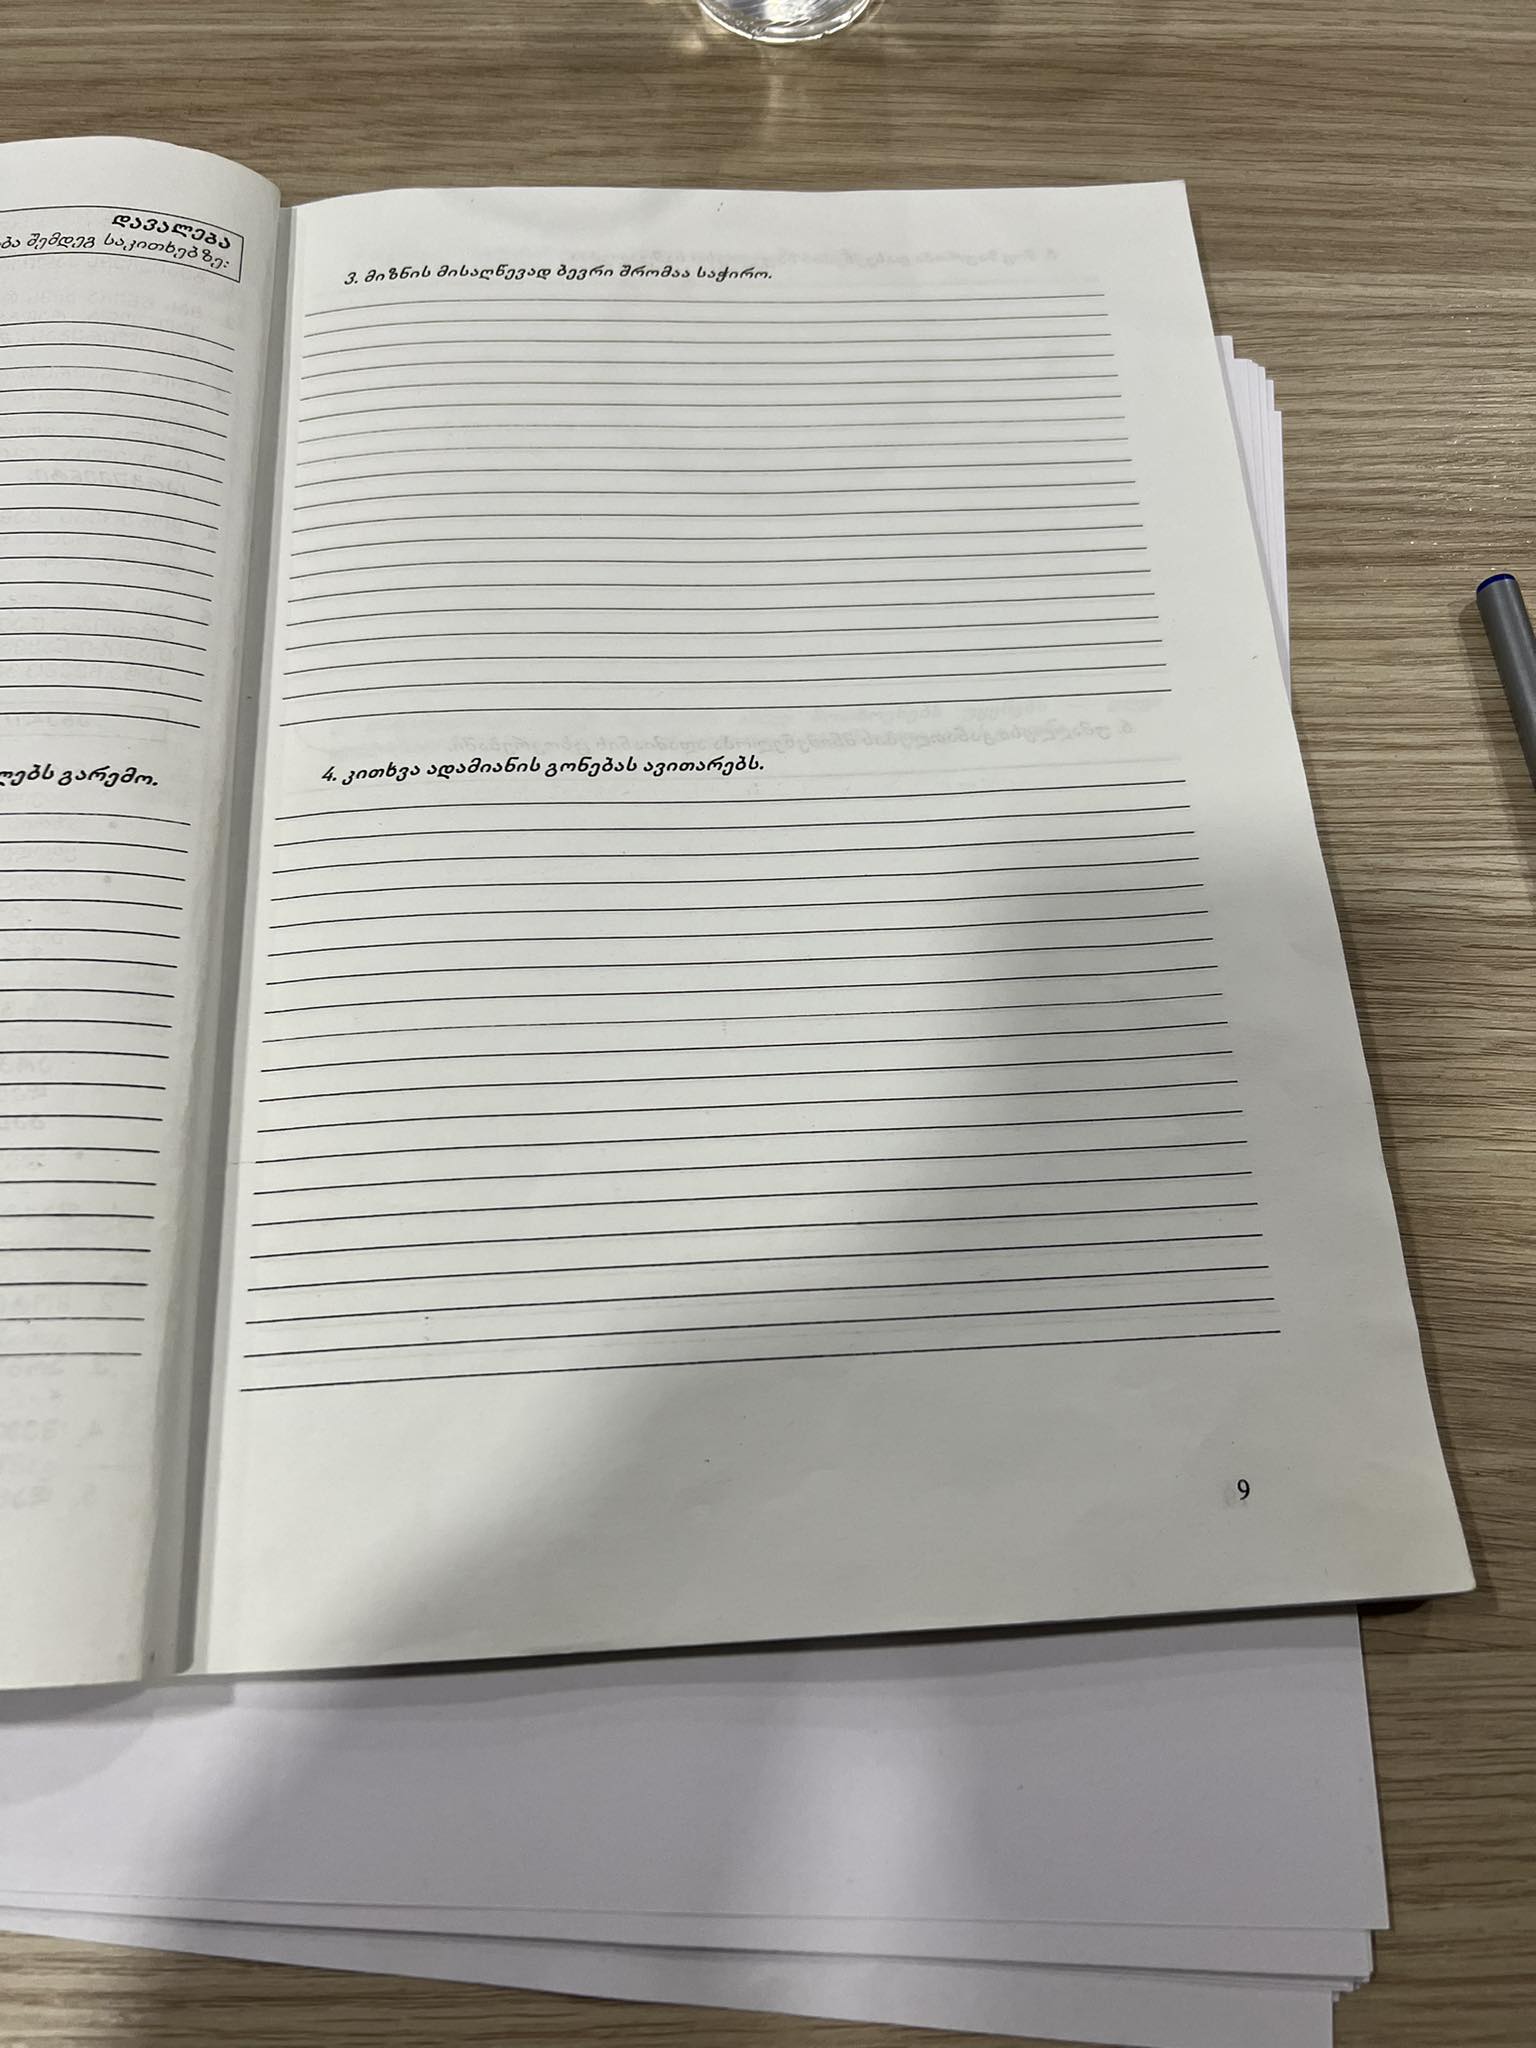 დავალება
ბა შემდეგ საკითხებზე:
ლებს გარემო.
3. მიზნის მისაღწევად ბევრი შრომაა საჭირო.
4. კითხვა ადამიანის გონებას ავითარებს.
9